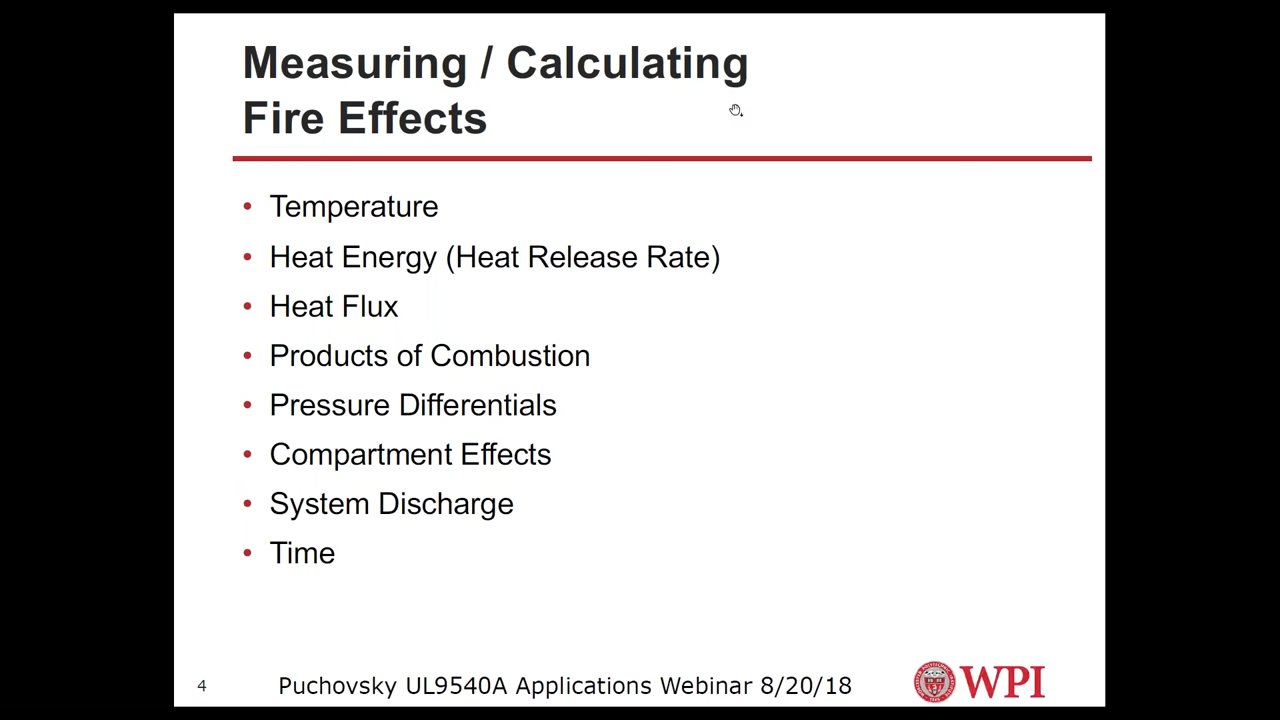 Measuring / Calculating
Fire Effects
• Temperature
• Heat Energy (Heat Release Rate)
• Heat Flux
• Products of Combustion
• Pressure Differentials
• Compartment Effects
• System Discharge
• Time
4
Puchovsky UL9540A Applications Webinar 8/20/18
WPI